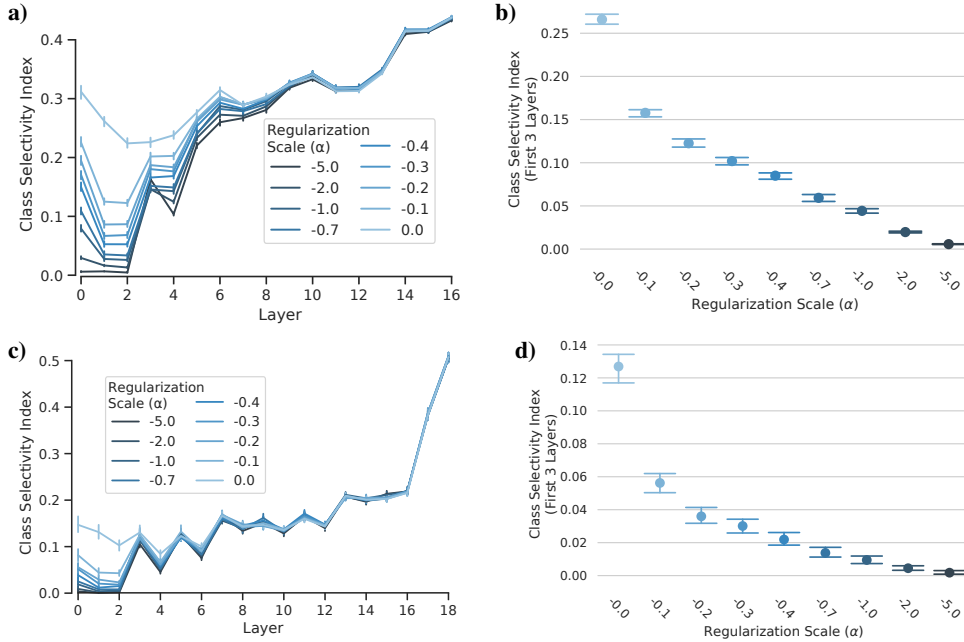 a)
Class Selectivity Index
0.4
0.3
0.2
0.1
0.0
Regularization
Scale (α)
-5.0
-2.0
-1.0
-0.7
-0.4
-0.3
-0.2
-0.1
0.0
0 2 4 6 8 10 12 14 16
Layer
b)
Class Selectivity Index
(First 3 Layers)
0.25
0.20
0.15
0.10
0.05
0.00
-0.0 -0.1 -0.2 -0.3 -0.4 -0.7 -1.0 -2.0 -5.0
Regularization Scale (α)
c)
Class Selectivity Index
0.5
0.4
0.3
0.2
0.1
0.0
Regularization
Scale (α)
-5.0
-2.0
-1.0
-0.7
-0.4
-0.3
-0.2
-0.1
0.0
0 2 4 6 8 10 12 14 16 18
Layer
d)
Class Selectivity Index
(First 3 Layers)
0.14
0.12
0.10
0.08
0.06
0.04
0.02
0.00
-0.0 -0.1 -0.2 -0.3 -0.4 -0.7 -1.0 -2.0 -5.0
Regularization Scale (α)